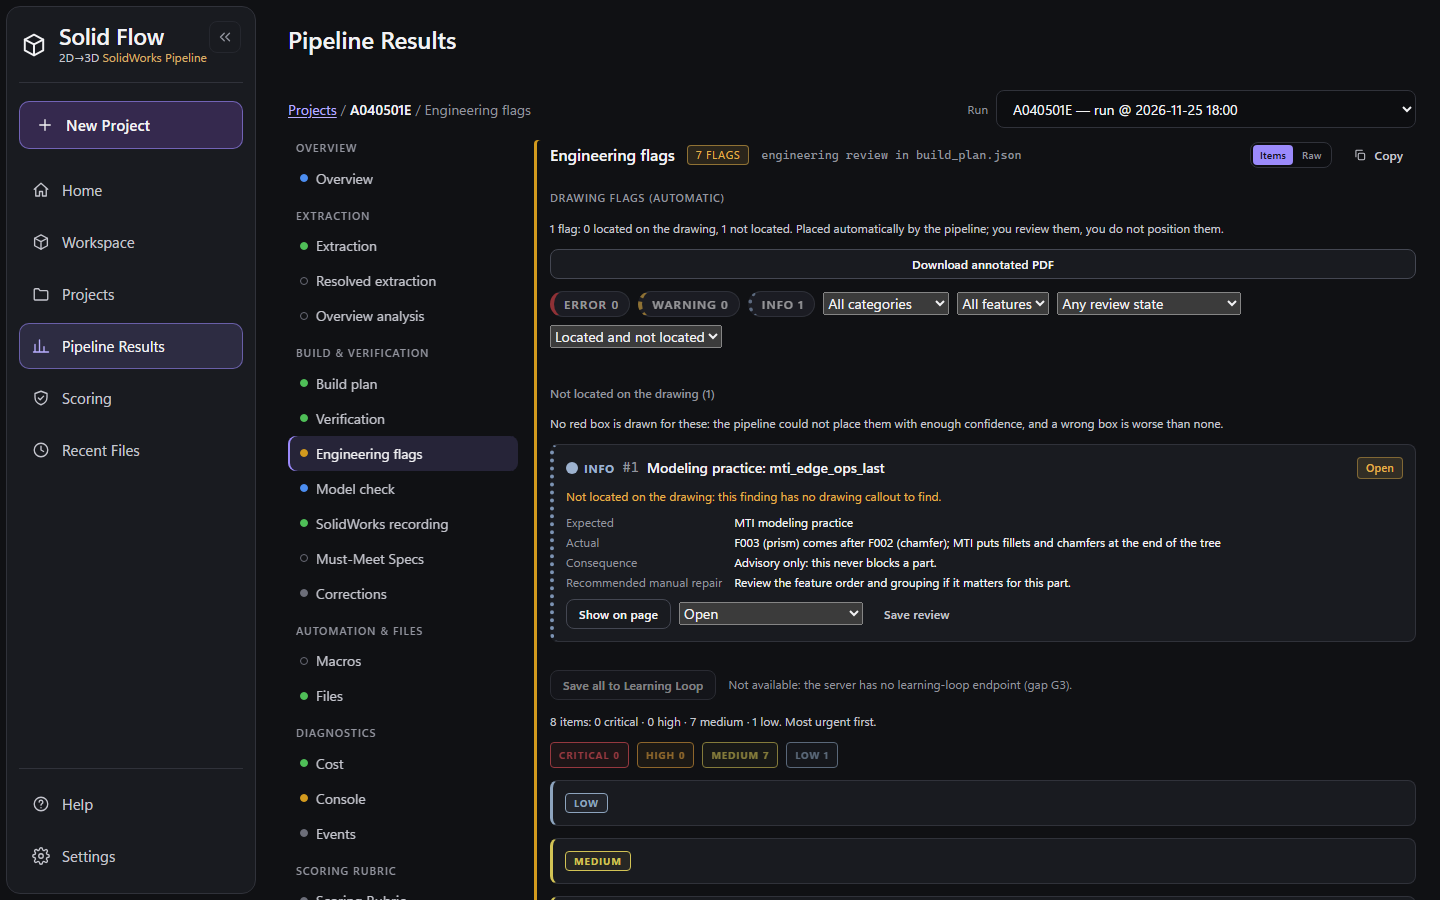 Solid Flow
2D→3D SolidWorks Pipeline
New Project
Home
Workspace
Projects
Pipeline Results
Scoring
Recent Files
Help
Settings
Pipeline Results
Projects / A040501E / Engineering flags
Run
A040501E — run @ 2026-11-25 18:00
OVERVIEW
Overview
EXTRACTION
Extraction
Resolved extraction
Overview analysis
BUILD & VERIFICATION
Build plan
Verification
Engineering flags
Model check
SolidWorks recording
Must-Meet Specs
Corrections
AUTOMATION & FILES
Macros
Files
DIAGNOSTICS
Cost
Console
Events
SCORING RUBRIC
Scoring Rubric
Engineering flags 7 FLAGS engineering review in build_plan.json
Items Raw Copy
DRAWING FLAGS (AUTOMATIC)
1 flag: 0 located on the drawing, 1 not located. Placed automatically by the pipeline; you review them, you do not position them.
Download annotated PDF
ERROR 0 WARNING 0 INFO 1 All categories All features Any review state
Located and not located
Not located on the drawing (1)
No red box is drawn for these: the pipeline could not place them with enough confidence, and a wrong box is worse than none.
INFO #1 Modeling practice: mti_edge_ops_last Open
Not located on the drawing: this finding has no drawing callout to find.
Expected MTI modeling practice
Actual F003 (prism) comes after F002 (chamfer); MTI puts fillets and chamfers at the end of the tree
Consequence Advisory only: this never blocks a part.
Recommended manual repair Review the feature order and grouping if it matters for this part.
Show on page Open Save review
Save all to Learning Loop Not available: the server has no learning-loop endpoint (gap G3).
8 items: 0 critical · 0 high · 7 medium · 1 low. Most urgent first.
CRITICAL 0 HIGH 0 MEDIUM 7 LOW 1
LOW
MEDIUM